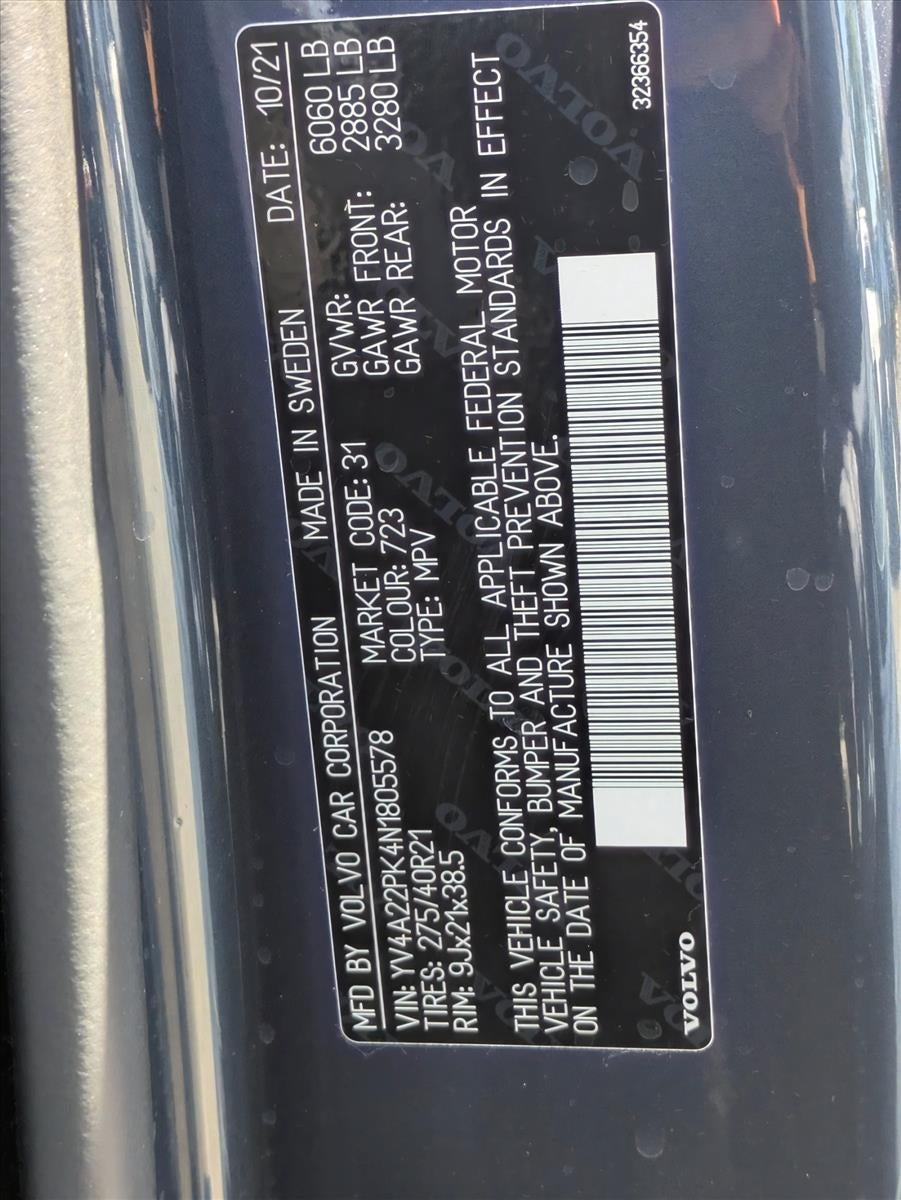 MFD BY VOLVO CAR CORPORATION MADE IN SWEDEN DATE: 10/21
VIN: YV4A22PK4N1805578 MARKET CODE: 31 GVWR: 6060 LB
TIRES: 275/40R21 COLOUR: 723 GAWR FRONT: 2885 LB
RIM: 9Jx21x38.5 TYPE: MPV GAWR REAR: 3280 LB
THIS VEHICLE CONFORMS TO ALL APPLICABLE FEDERAL MOTOR
VEHICLE SAFETY, BUMPER AND THEFT PREVENTION STANDARDS IN EFFECT
ON THE DATE OF MANUFACTURE SHOWN ABOVE.
VOLVO
32366354